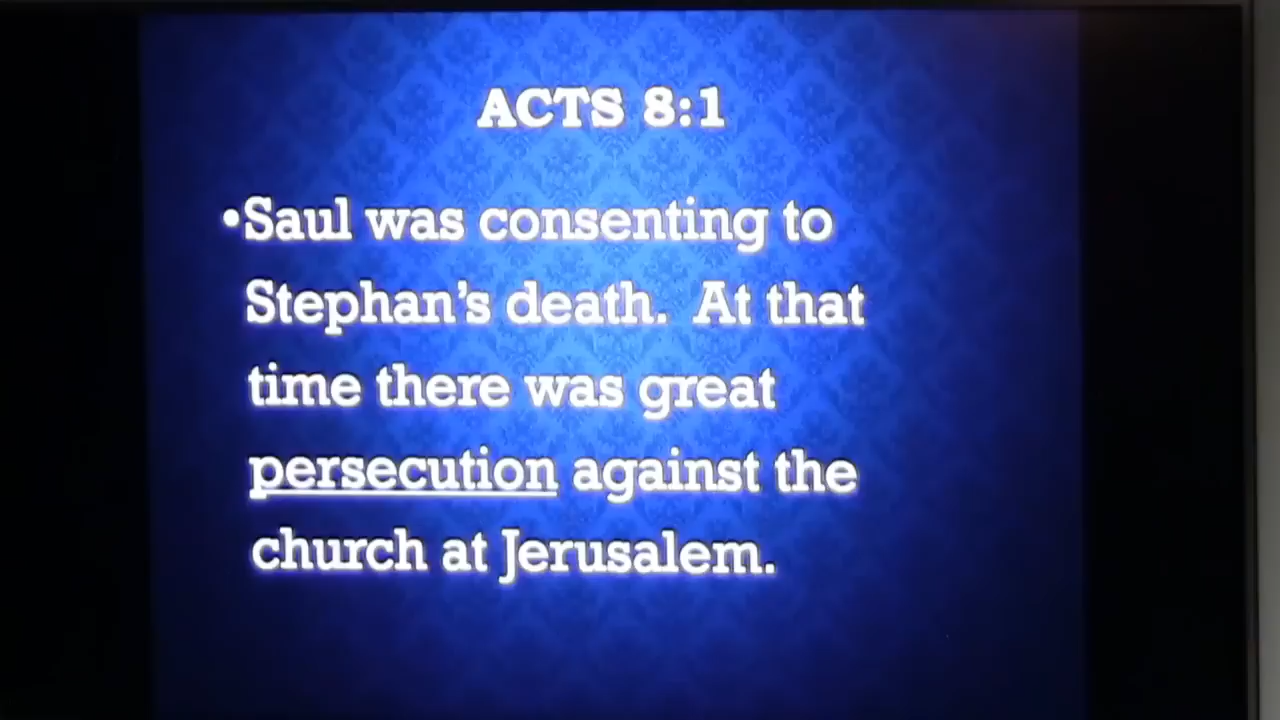 ACTS 8:1
•Saul was consenting to
Stephan's death.  At that
time there was great
persecution against the
church at Jerusalem.